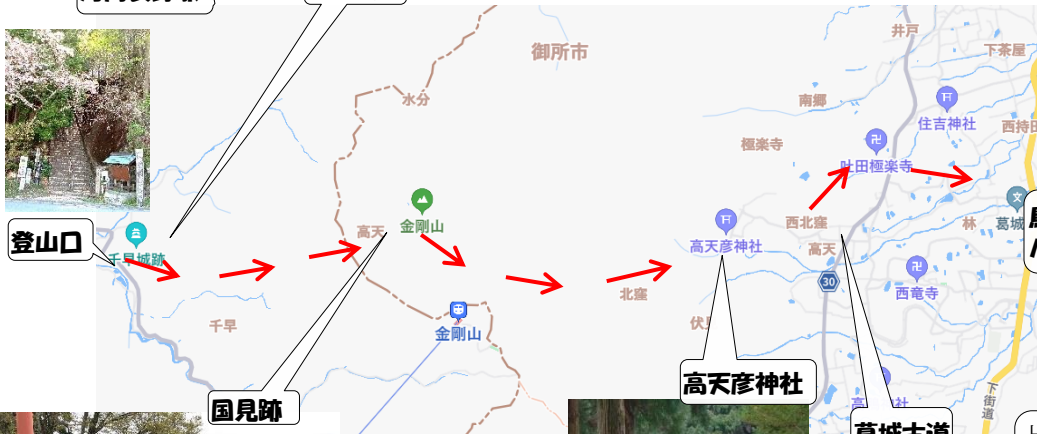 井戸
下茶屋
御所市
水分
南郷
住吉神社
西持田
極楽寺
吐田極楽寺
金剛山
高天
西北窪
林
葛城
高天彦神社
高天
登山口
千早城跡
西竜寺
30
北窪
千早
金剛山
高天彦神社
国見跡
下街道
葛城古道